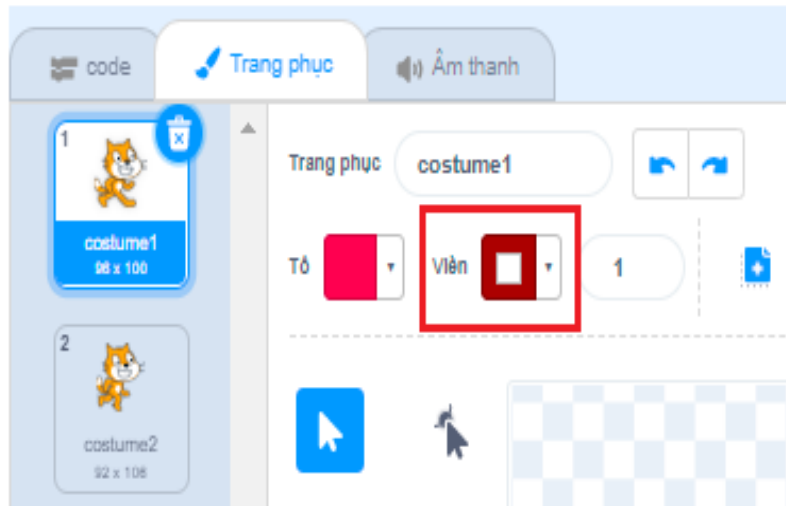 code
Trang phục
Âm thanh
1
costume1
96 x 100
2
costume2
92 x 106
Trang phục
costume1
Tô
Viền
1